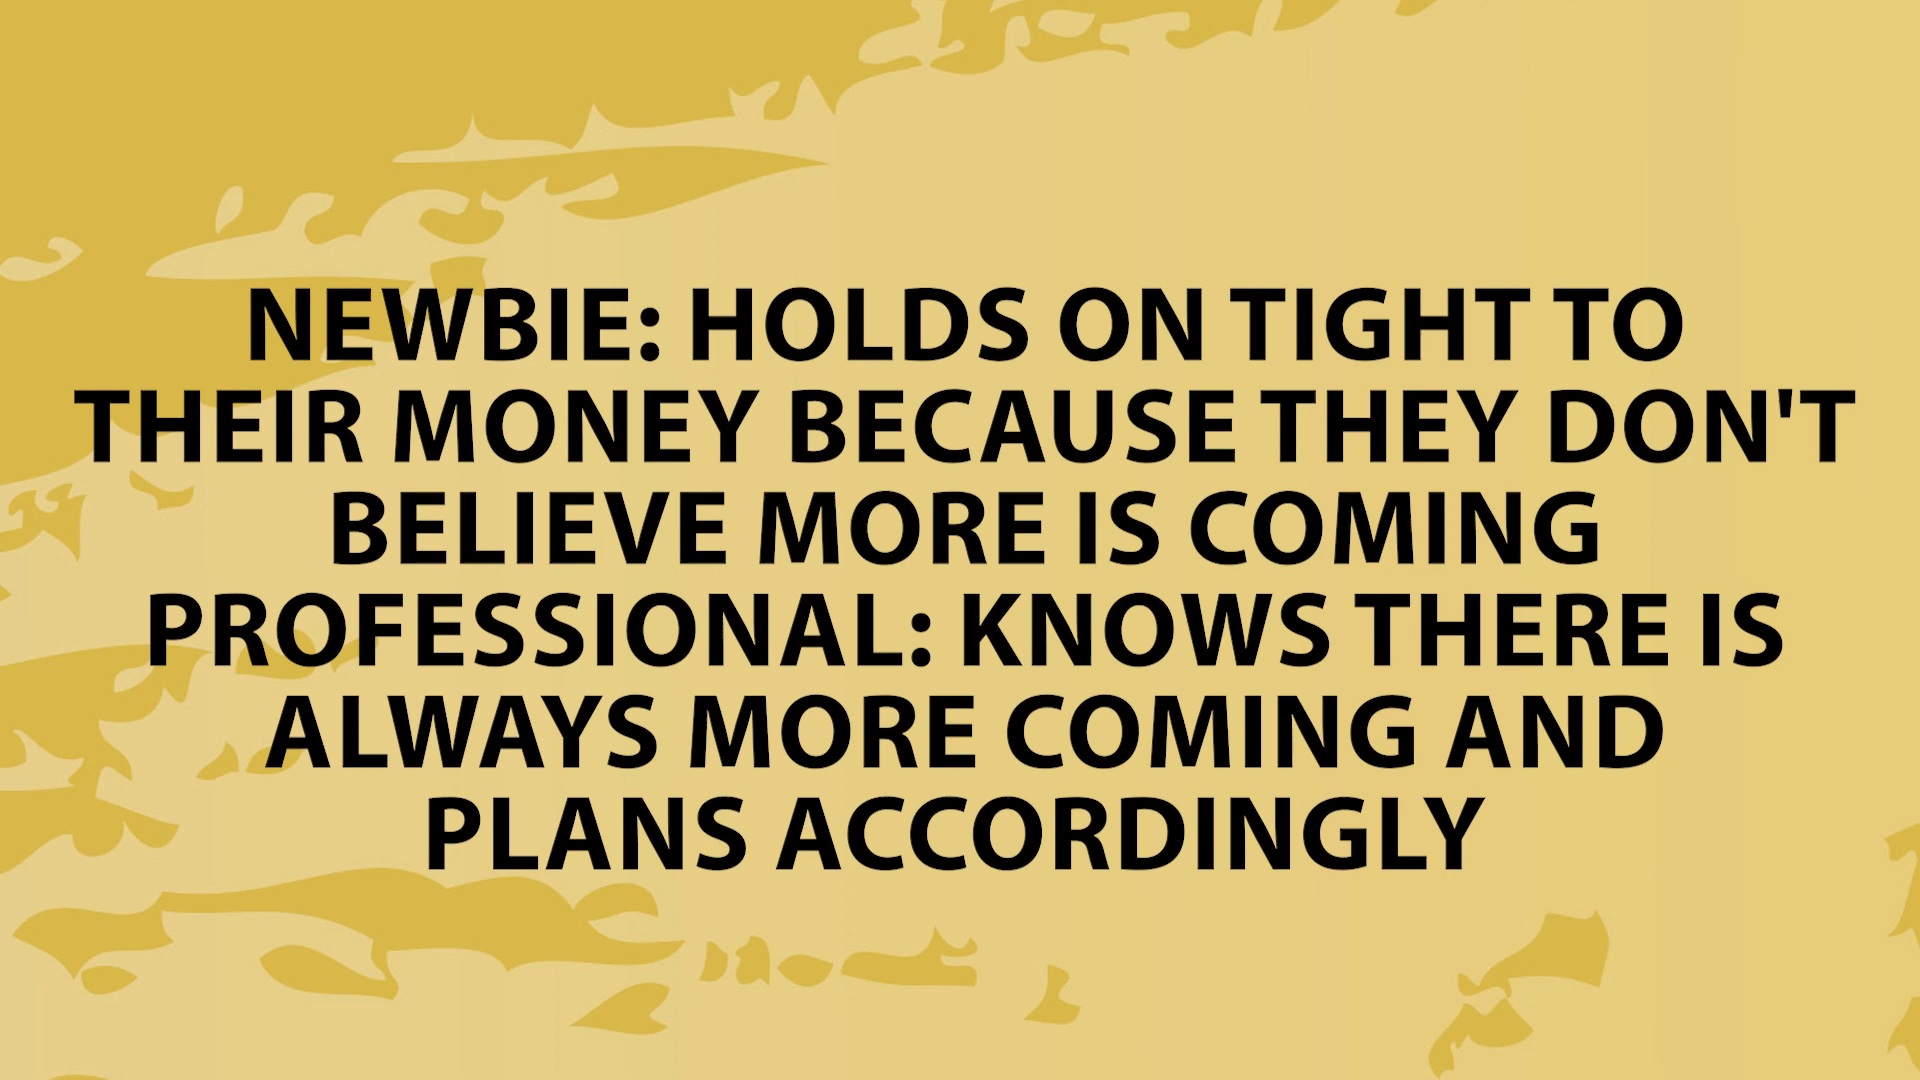 NEWBIE: HOLDS ON TIGHT TO
THEIR MONEY BECAUSE THEY DON'T
BELIEVE MORE IS COMING
PROFESSIONAL: KNOWS THERE IS
ALWAYS MORE COMING AND
PLANS ACCORDINGLY